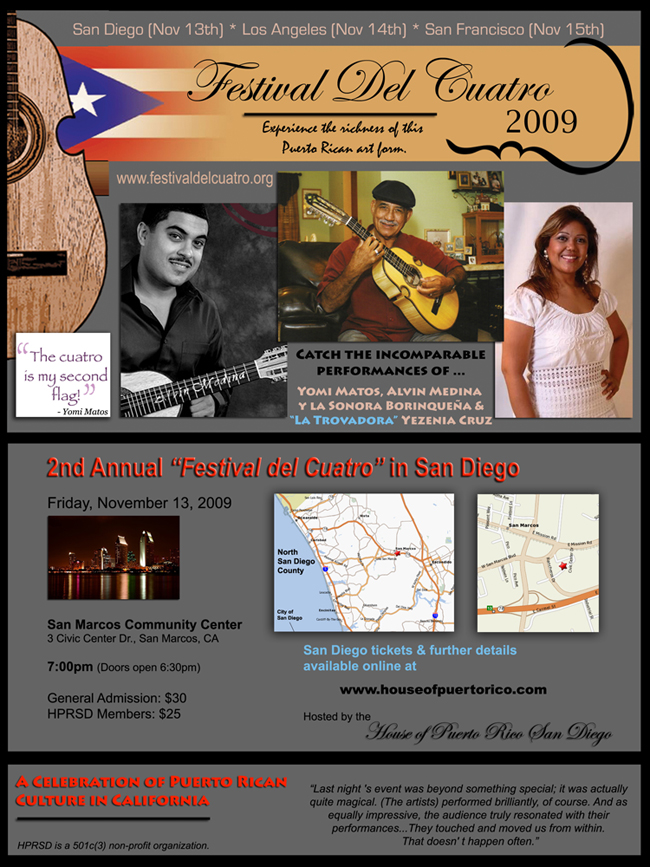 San Diego (Nov 13th) * Los Angeles (Nov 14th) * San Francisco (Nov 15th)
Festival Del Cuatro
2009
Experience the richness of this
Puerto Rican art form.
www.festivaldelcuatro.org
"The cuatro
is my second
flag!"
- Yomi Matos
Alvin Medina
Catch the incomparable
performances of ...
Yomi Matos, Alvin Medina
y la Sonora Borinqueña &
"La Trovadora" Yezenia Cruz
2nd Annual "Festival del Cuatro" in San Diego
Friday, November 13, 2009
North
San Diego
County
City of
San Diego
San Marcos
E Mission Rd
San Marcos Community Center
3 Civic Center Dr., San Marcos, CA
7:00pm (Doors open 6:30pm)
General Admission: $30
HPRSD Members: $25
San Diego tickets & further details
available online at
www.houseofpuertorico.com
Hosted by the
House of Puerto Rico San Diego
A Celebration of Puerto Rican
Culture in California
HPRSD is a 501c(3) non-profit organization.
"Last night 's event was beyond something special; it was actually
quite magical. (The artists) performed brilliantly, of course. And as
equally impressive, the audience truly resonated with their
performances...They touched and moved us from within.
That doesn' t happen often."